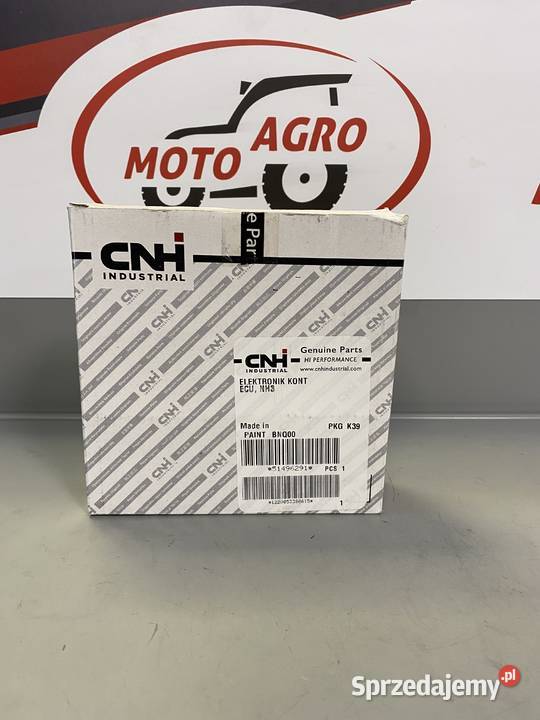 MOTO AGRO
e Par
CNH
INDUSTRIAL
CNH
INDUSTRIAL
Genuine Parts
HI PERFORMANCE
www.cnhindustrial.com
ELEKTRONIK KONT
ECU, NH3
Made in
PKG K39
PAINT BNQ00
*51496291*
PCS 1
1
Sprzedajemy.pl